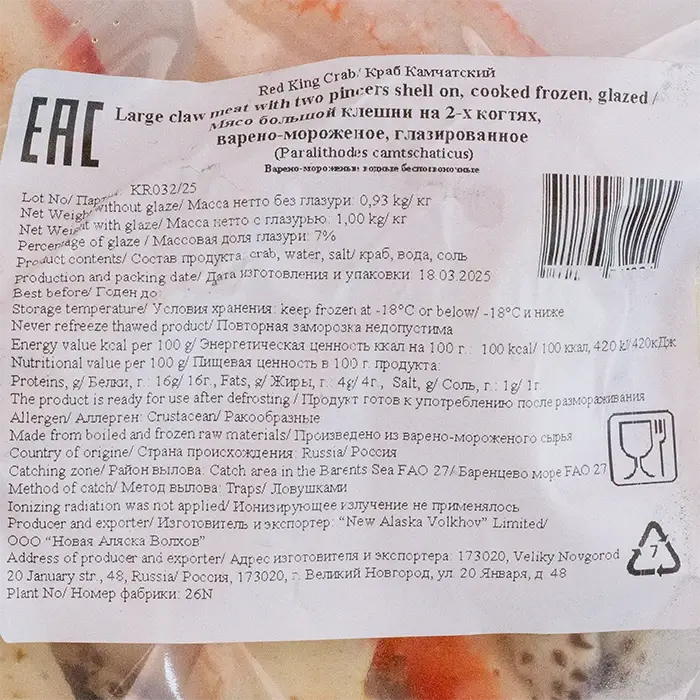 EAC
Red King Crab/ Краб Камчатский
Large claw meat with two pincers shell on, cooked frozen, glazed /
Мясо большой клешни на 2-х когтях,
варено-мороженое, глазированное
(Paralithodes camtschaticus)
Варено-мороженые водные беспозвоночные
Lot No/ KR032/25
Net Weight without glaze/ Масса нетто без глазури: 0,93 kg/ кг
Net Weight with glaze/ Масса нетто с глазурью: 1,00 kg/ кг
Percentage of glaze / Массовая доля глазури: 7%
Product contents/ Состав продукта: crab, water, salt/ краб, вода, соль
Production and packing date/ Дата изготовления и упаковки: 18.03.2025
Best before/ Годен до:
Storage temperature/ Условия хранения: keep frozen at -18°C or below/ -18°С и ниже
Never refreeze thawed product/ Повторная заморозка недопустима
Energy value kcal per 100 g/ Энергетическая ценность ккал на 100 г.: 100 kcal/ 100 ккал, 420 kJ/ 420кДж
Nutritional value per 100 g/ Пищевая ценность в 100 г. продукта:
Proteins, g/ Белки, г.: 16g/ 16г., Fats, g/ Жиры, г.: 4g/ 4г., Salt, g/ Соль, г.: 1g/ 1г
The product is ready for use after defrosting / Продукт готов к употреблению после размораживания
Allergen/ Аллерген: Crustacean/ Ракообразные
Made from boiled and frozen raw materials/ Произведено из варено-мороженого сырья
Country of origine/ Страна происхождения: Russia/ Россия
Catching zone/ Район вылова: Catch area in the Barents Sea FAO 27/ Баренцево море FAO 27
Method of catch/ Метод вылова: Traps/ Ловушками
Ionizing radiation was not applied/ Ионизирующее излучение не применялось
Producer and exporter/ Изготовитель и экспортер: "New Alaska Volkhov" Limited/
ООО "Новая Аляска Волхов"
Address of producer and exporter/ Адрес изготовителя и экспортера: 173020, Veliky Novgorod
20 January str., 48, Russia/ Россия, 173020, г. Великий Новгород, ул. 20 Января, д. 48
Plant No/ Номер фабрики: 26N
7